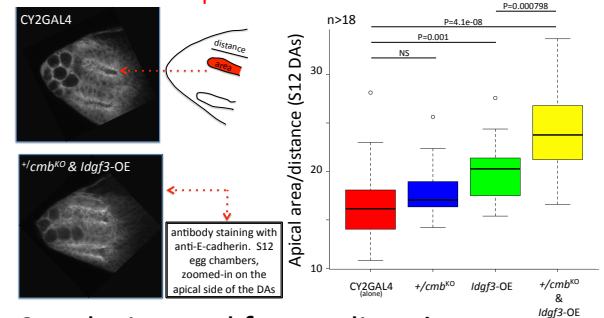 CY2GAL4
distance
area
+/cmbKO & Idgf3-OE
antibody staining with
anti-E-cadherin. S12
egg chambers,
zoomed-in on the
apical side of the DAs
n>18
P=0.000798
P=4.1e-08
P=0.001
NS
Apical area/distance (S12 DAs)
30
20
10
CY2GAL4
(alone)
+/cmbKO
Idgf3-OE
+/cmbKO
&
Idgf3-OE